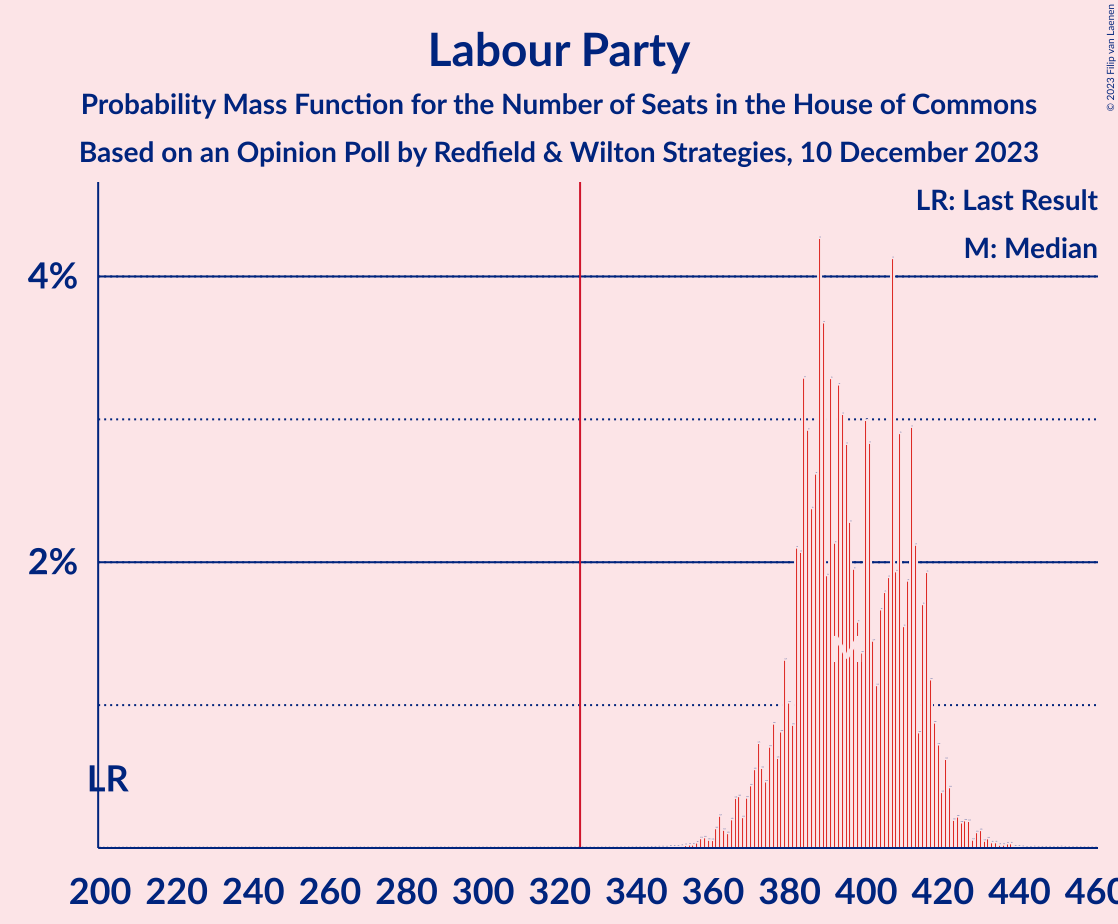 Labour Party
Probability Mass Function for the Number of Seats in the House of Commons
Based on an Opinion Poll by Redfield & Wilton Strategies, 10 December 2023
© 2023 Filip van Laenen
LR: Last Result
M: Median
4%
2%
LR
200 220 240 260 280 300 320 340 360 380 400 420 440 460